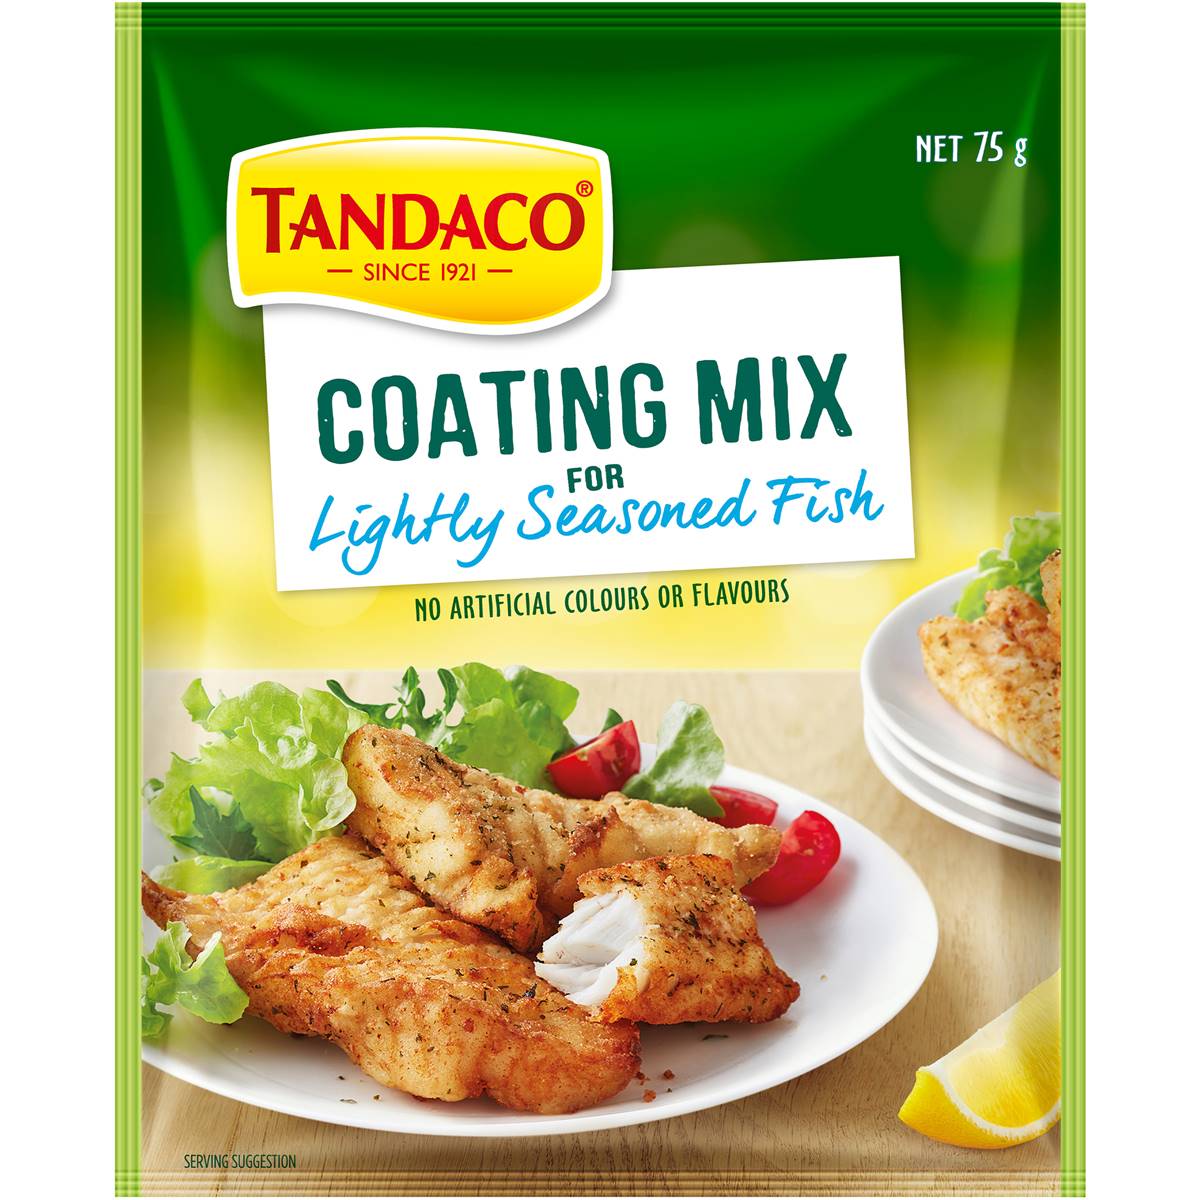 NET 75 g
TANDACO®
— SINCE 1921 —
COATING MIX
FOR
Lightly Seasoned Fish
NO ARTIFICIAL COLOURS OR FLAVOURS
SERVING SUGGESTION